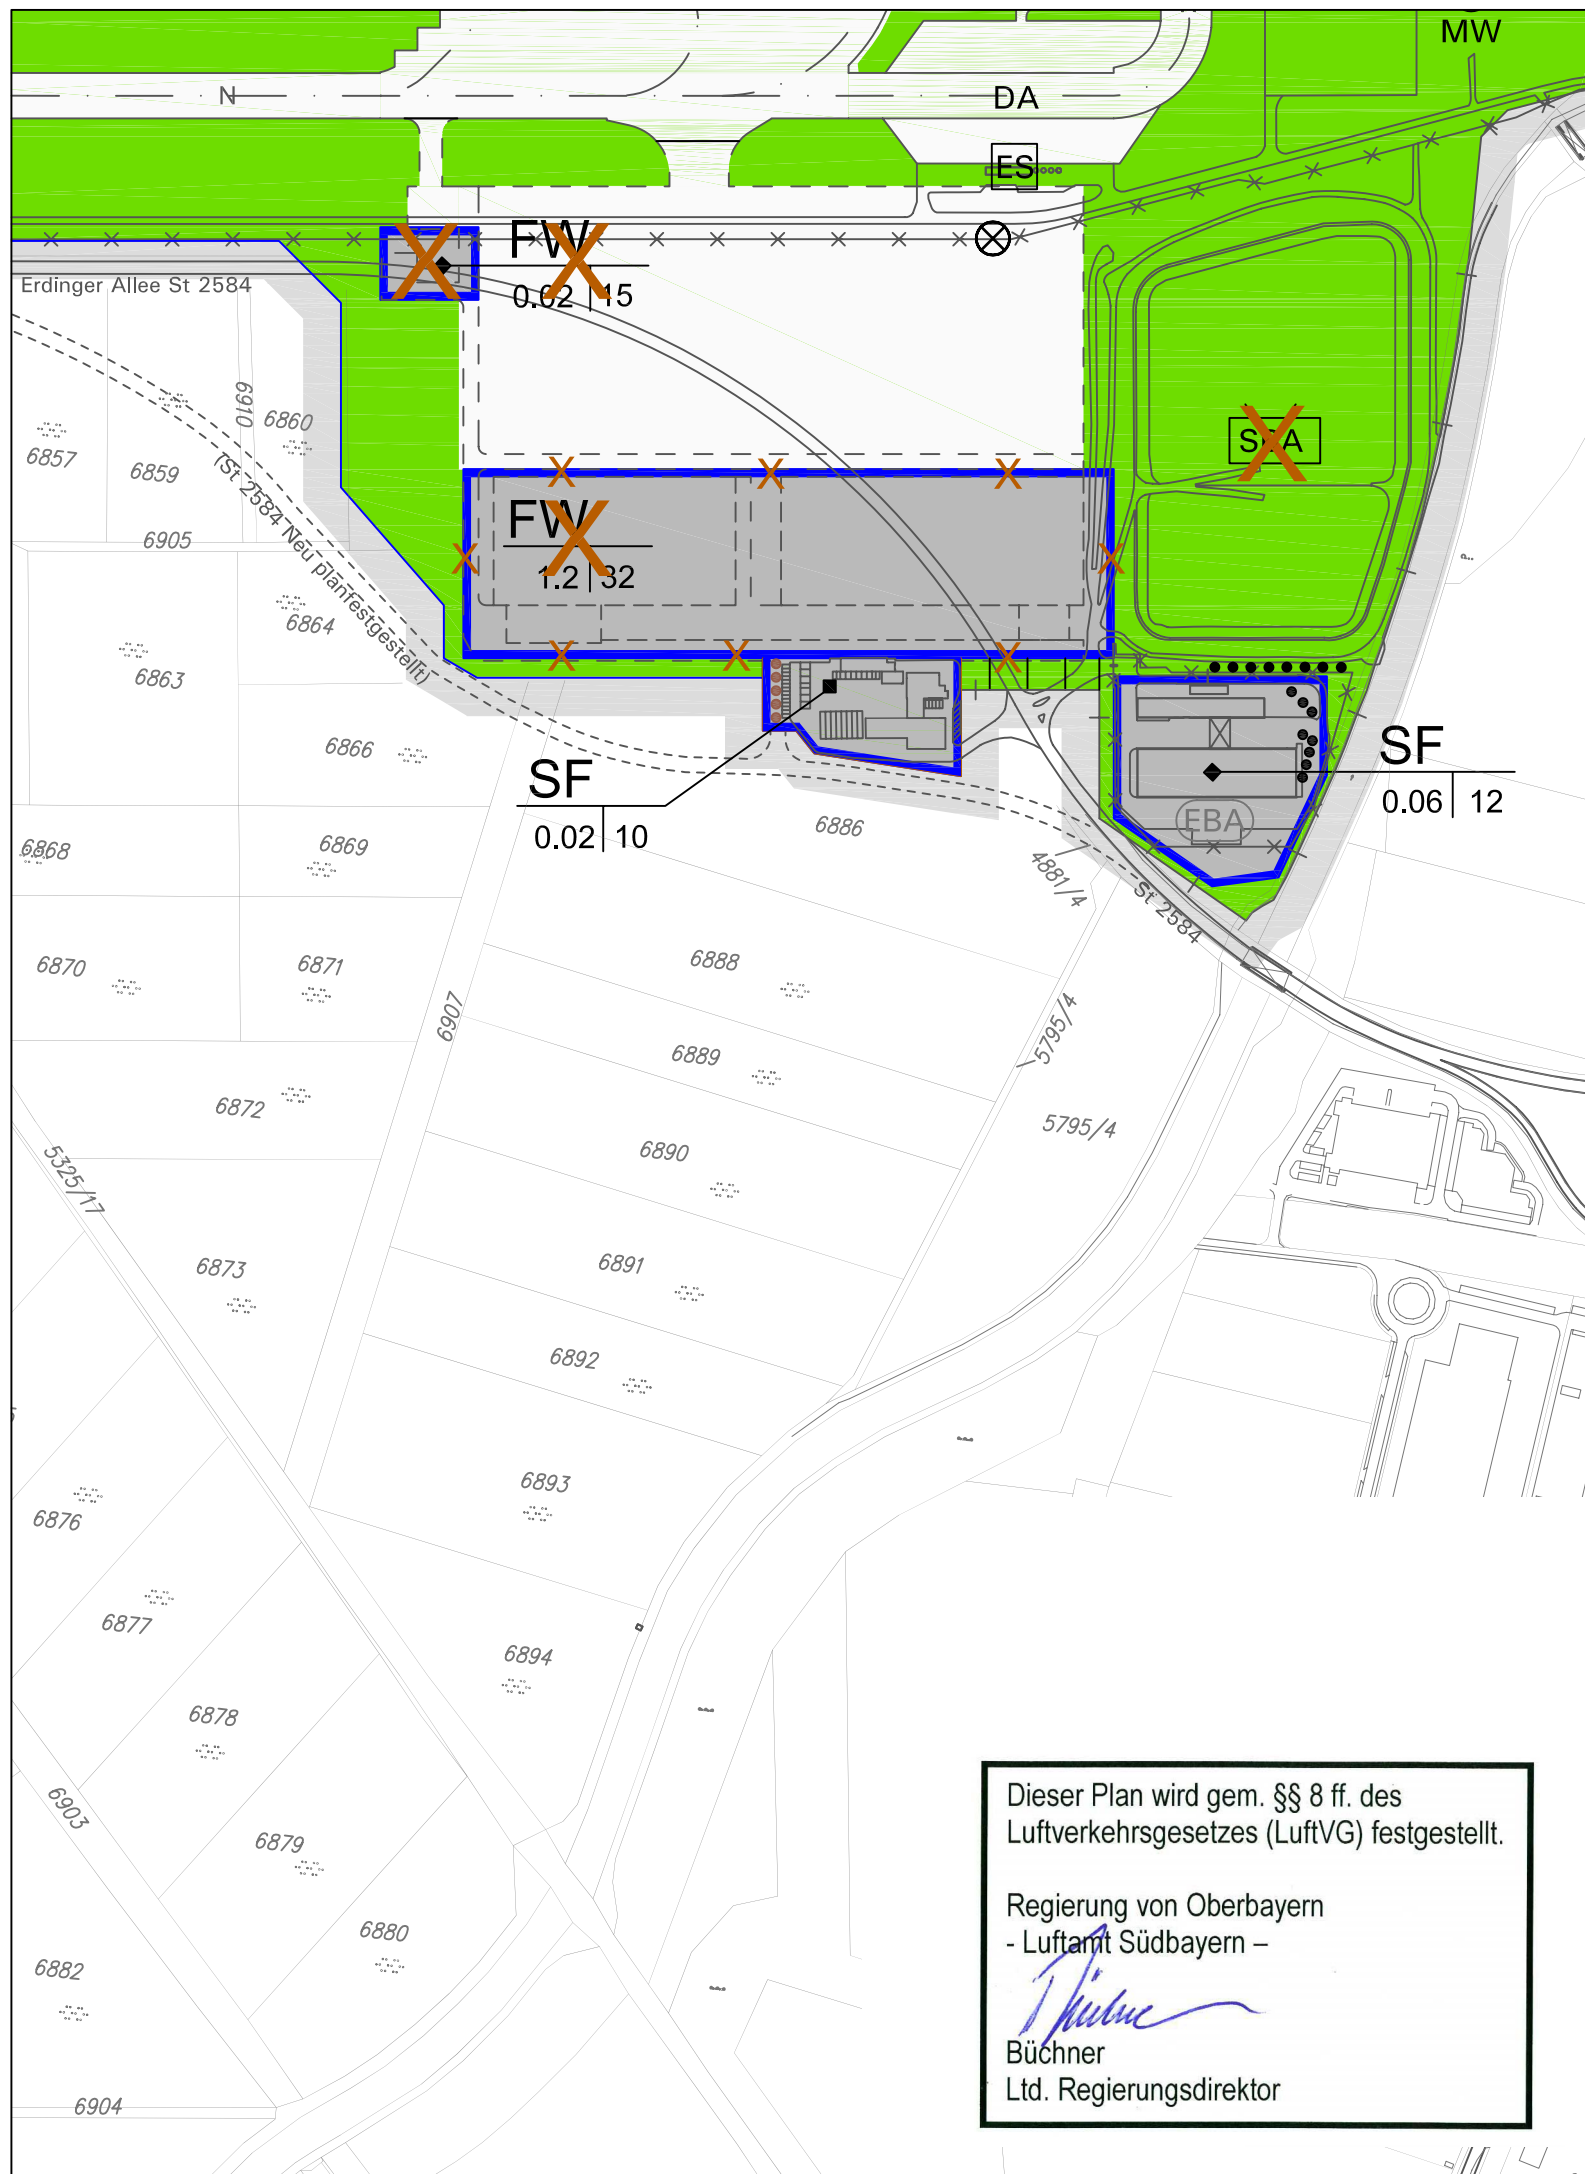 MW
N
DA
ES
FW
0.02 15
Erdinger Allee St 2584
6910
6860
6857
6859
(St 2584 Neu planfestgestellt)
6905
FW
1.2 32
6864
6863
6866
SF
0.02 10
SF
0.06 12
EBA
6886
6868
6869
4881/4
St 2584
6870
6871
6888
6907
5795/4
6889
6872
5795/4
6890
5325/17
6873
6891
6892
6893
6876
6877
6894
6878
6903
6879
6880
6882
6904
Dieser Plan wird gem. §§ 8 ff. des
Luftverkehrsgesetzes (LuftVG) festgestellt.
Regierung von Oberbayern
- Luftamt Südbayern –
Büchner
Ltd. Regierungsdirektor